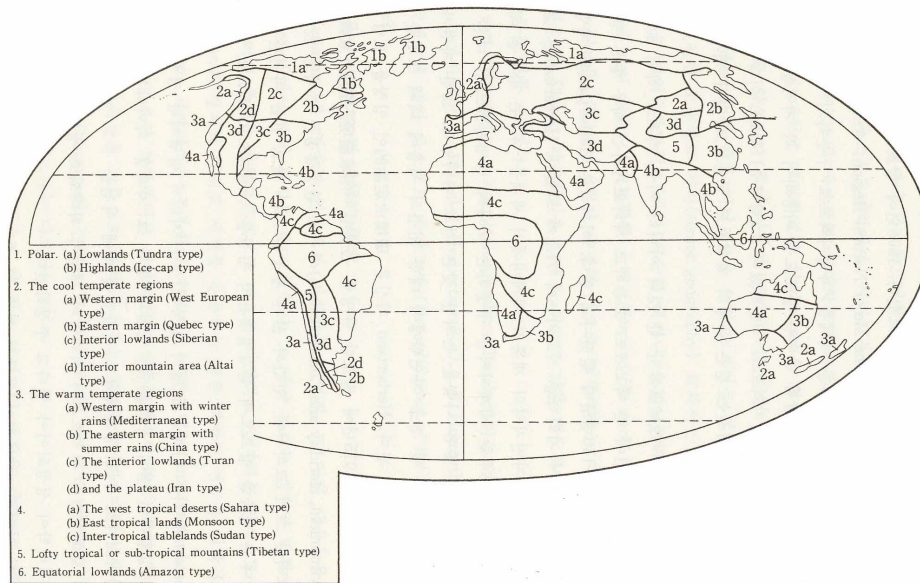 1b
1b
1a
1b
1a
1b
2a
2c
2b
2d
3a
3d
3c
3b
4a
4b
4b
4c
4a
4c
6
4c
5
4a
3c
3a
3d
2d
2b
2a
2a
2c
2a
2b
3c
3d
3a
3d
5
3b
4a
4a
4a
4b
4b
4c
6
6
4c
4c
4a
3a
3b
4c
4a
3a
3b
3a
2a
2a
3a
1. Polar. (a) Lowlands (Tundra type)
(b) Highlands (Ice-cap type)
2. The cool temperate regions
(a) Western margin (West European
type)
(b) Eastern margin (Quebec type)
(c) Interior lowlands (Siberian
type)
(d) Interior mountain area (Altai
type)
3. The warm temperate regions
(a) Western margin with winter
rains (Mediterranean type)
(b) The eastern margin with
summer rains (China type)
(c) The interior lowlands (Turan
type)
(d) and the plateau (Iran type)
4. (a) The west tropical deserts (Sahara type)
(b) East tropical lands (Monsoon type)
(c) Inter-tropical tablelands (Sudan type)
5. Lofty tropical or sub-tropical mountains (Tibetan type)
6. Equatorial lowlands (Amazon type)